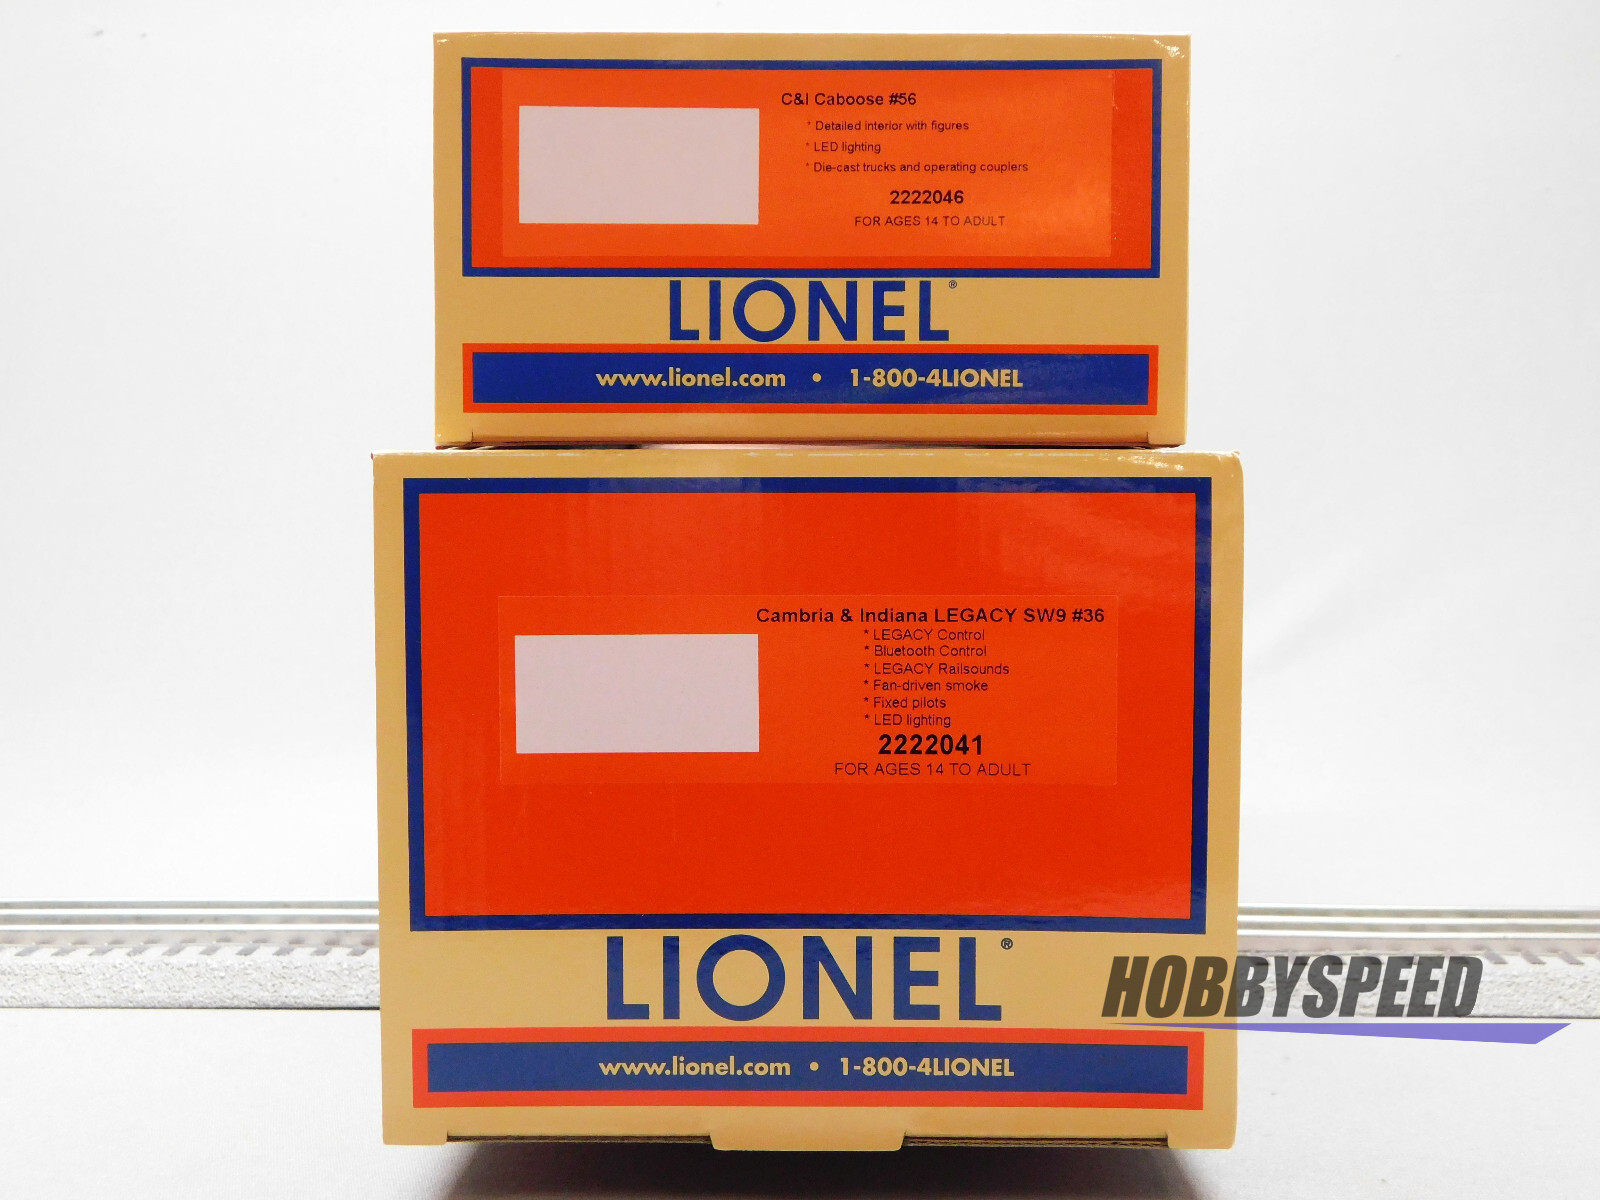 C&I Caboose #56
* Detailed interior with figures
* LED lighting
* Die-cast trucks and operating couplers
2222046
FOR AGES 14 TO ADULT
LIONEL®
www.lionel.com • 1-800-4LIONEL
Cambria & Indiana LEGACY SW9 #36
* LEGACY Control
* Bluetooth Control
* LEGACY Railsounds
* Fan-driven smoke
* Fixed pilots
* LED lighting
2222041
FOR AGES 14 TO ADULT
LIONEL®
HOBBYSPEED
www.lionel.com • 1-800-4LIONEL